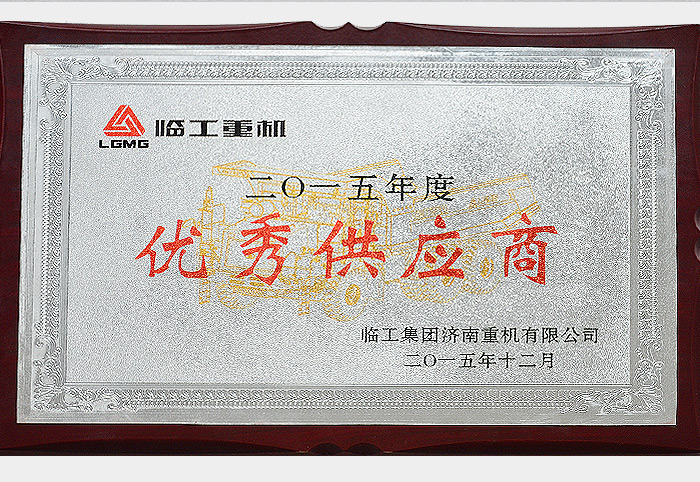 临工重机
LGMG
二〇一五年度
优秀供应商
临工集团济南重机有限公司
二〇一五年十二月